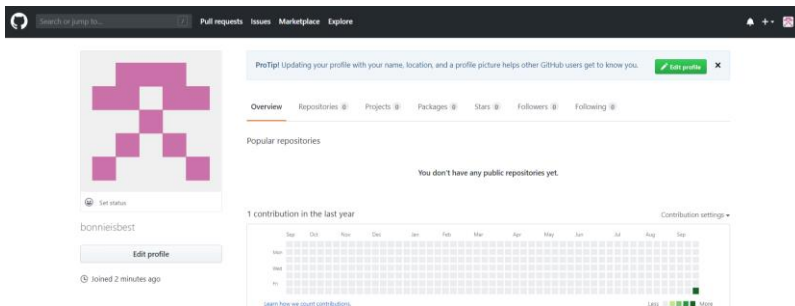 Search or jump to... /
Pull requests Issues Marketplace Explore
ProTip! Updating your profile with your name, location, and a profile picture helps other GitHub users get to know you.
Edit profile
Overview Repositories 0 Projects 0 Packages 0 Stars 0 Followers 0 Following 0
Popular repositories
You don't have any public repositories yet.
Set status
bonnieisbest
Edit profile
Joined 2 minutes ago
1 contribution in the last year
Contribution settings
Sep Oct Nov Dec Jan Feb Mar Apr May Jun Jul Aug Sep
Mon
Wed
Fri
Learn how we count contributions.
Less More